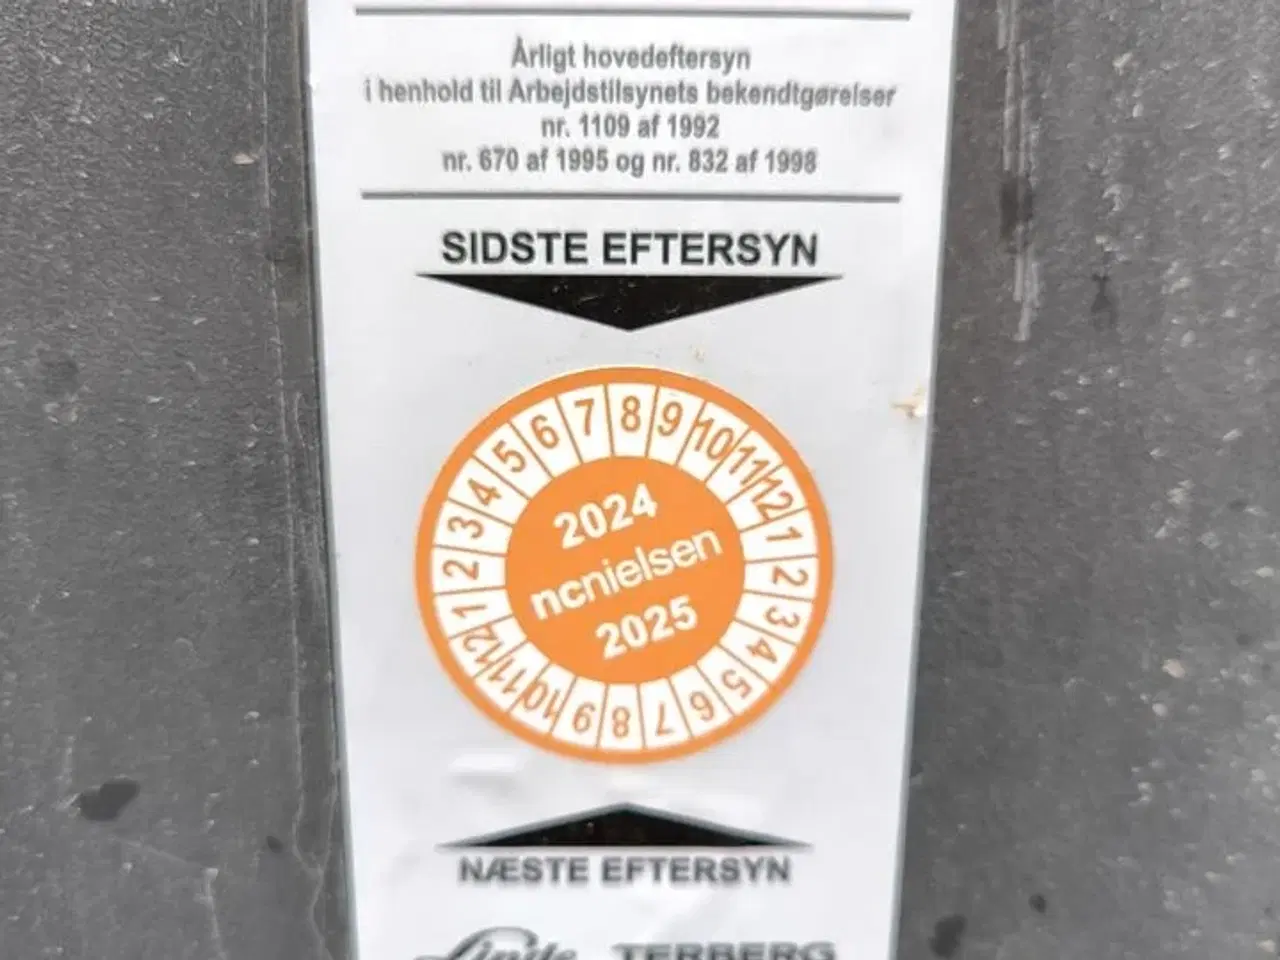 Årligt hovedeftersyn
i henhold til Arbejdstilsynets bekendtgørelser
nr. 1109 af 1992
nr. 670 af 1995 og nr. 832 af 1998
SIDSTE EFTERSYN
1 2 3 4 5 6 7 8 9 10 11 12
2024
ncnielsen
2025
1 2 3 4 5 6 7 8 9 10 11 12
NÆSTE EFTERSYN
Linde TERBERG